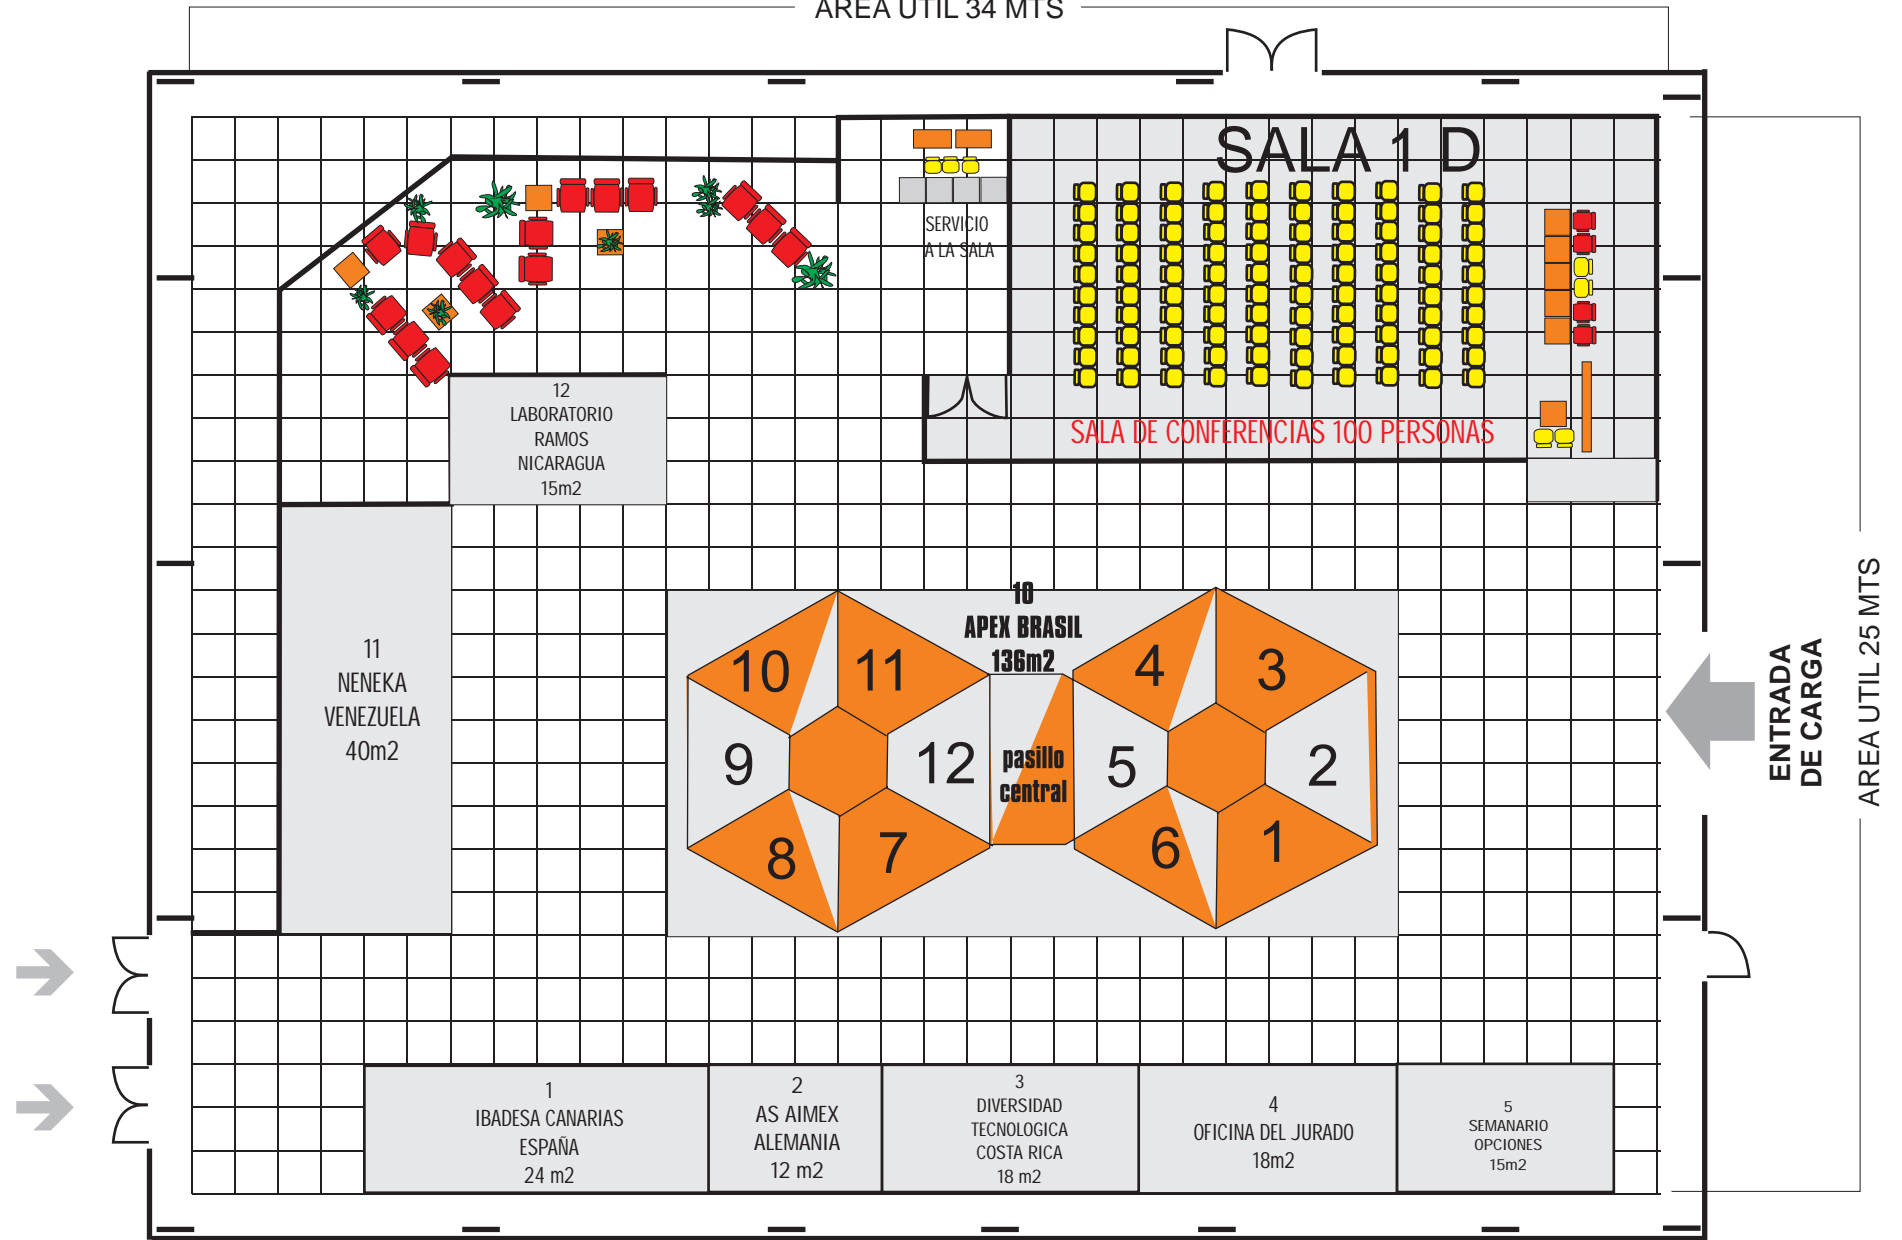 AREA UTIL 34 MTS
SALA 1 D
SERVICIO
A LA SALA
SALA DE CONFERENCIAS 100 PERSONAS
12
LABORATORIO
RAMOS
NICARAGUA
15m2
11
NENEKA
VENEZUELA
40m2
10
APEX BRASIL
136m2
10
11
9
12
8
7
pasillo
central
4
3
5
2
6
1
ENTRADA
DE CARGA
AREA UTIL 25 MTS
1
IBADESA CANARIAS
ESPAÑA
24 m2
2
AS AIMEX
ALEMANIA
12 m2
3
DIVERSIDAD
TECNOLOGICA
COSTA RICA
18 m2
4
OFICINA DEL JURADO
18m2
5
SEMANARIO
OPCIONES
15m2